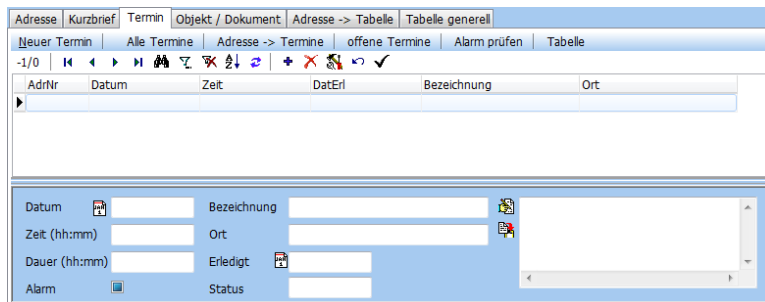 Adresse Kurzbrief Termin Objekt / Dokument Adresse -> Tabelle Tabelle generell
Neuer Termin Alle Termine Adresse -> Termine offene Termine Alarm prüfen Tabelle
-1/0
AdrNr Datum Zeit DatErl Bezeichnung Ort
Datum Bezeichnung
Zeit (hh:mm) Ort
Dauer (hh:mm) Erledigt
Alarm Status